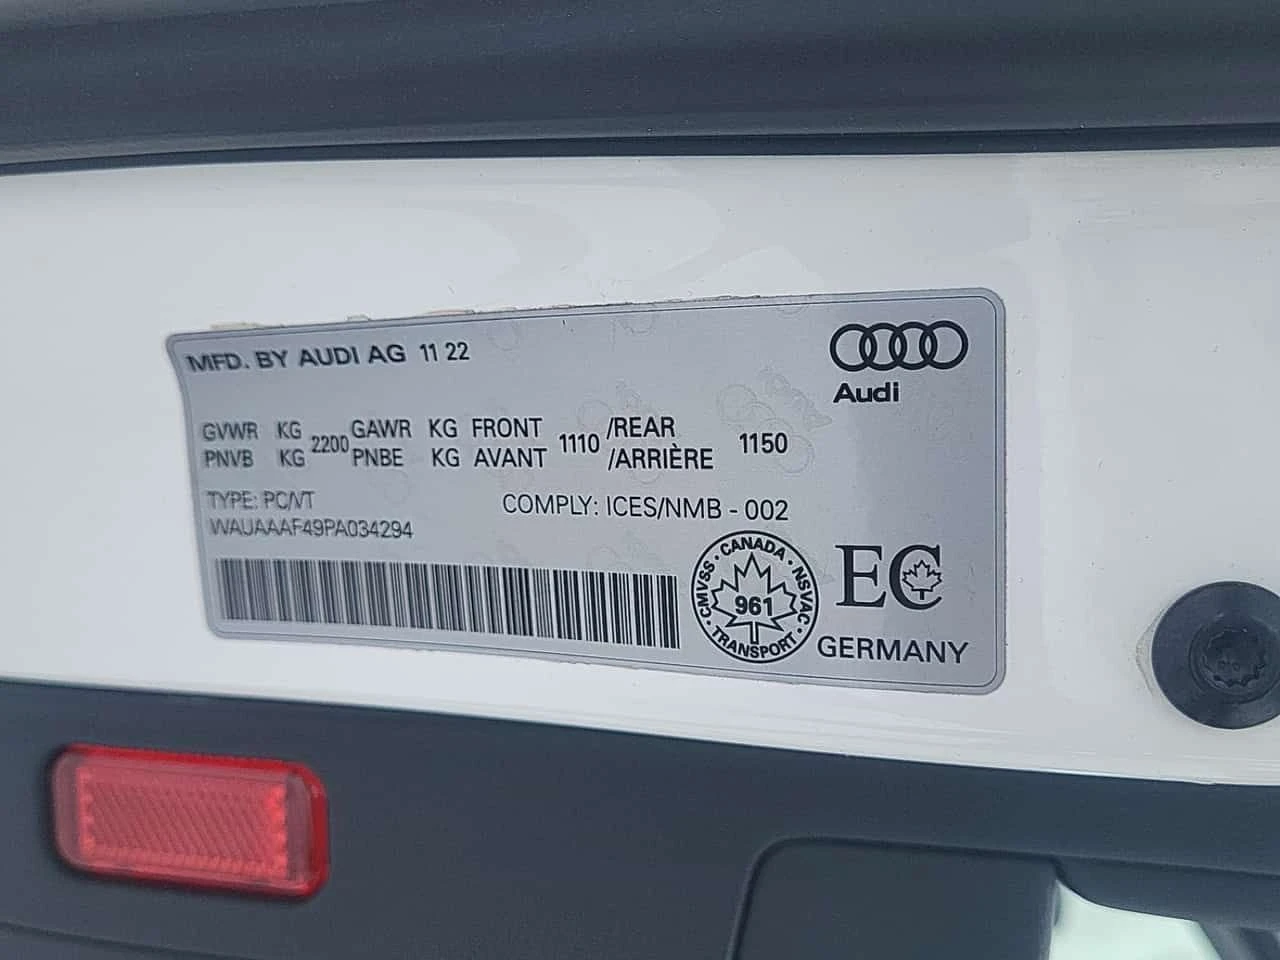 MFD. BY AUDI AG 11 22
Audi
GVWR KG 2200 GAWR KG FRONT 1110 /REAR 1150
PNVB KG PNBE KG AVANT /ARRIÈRE
TYPE: PC/VT
COMPLY: ICES/NMB - 002
WAUAAAF49PA034294
CANADA
CMVSS · NSVAC
961
TRANSPORT
EC
GERMANY